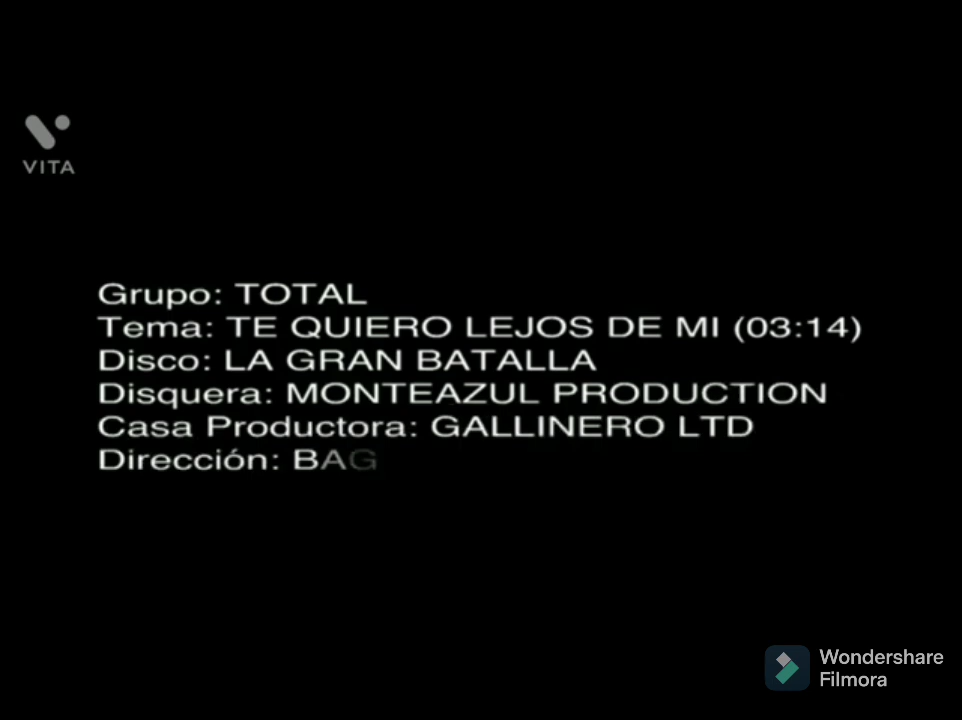 VITA
Grupo: TOTAL
Tema: TE QUIERO LEJOS DE MI (03:14)
Disco: LA GRAN BATALLA
Disquera: MONTEAZUL PRODUCTION
Casa Productora: GALLINERO LTD
Dirección: BAG
Wondershare
Filmora